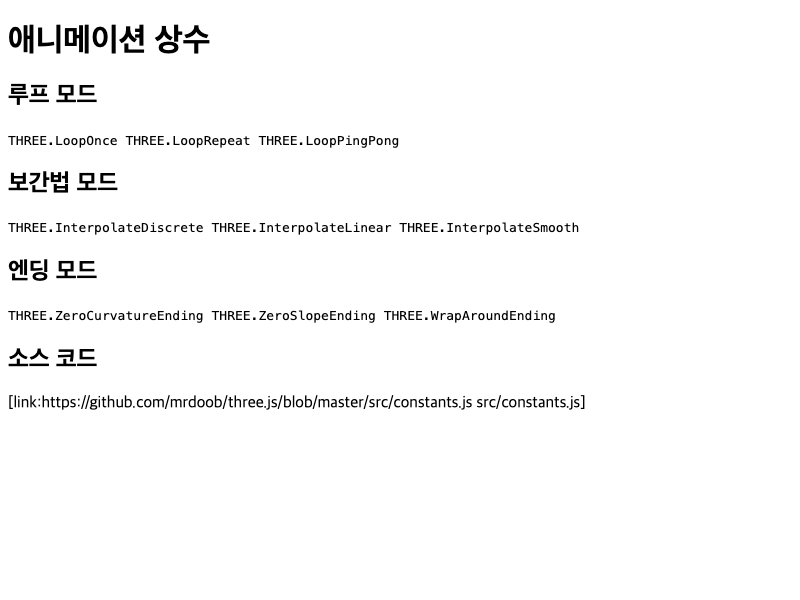 애니메이션 상수
루프 모드
THREE.LoopOnce THREE.LoopRepeat THREE.LoopPingPong
보간법 모드
THREE.InterpolateDiscrete THREE.InterpolateLinear THREE.InterpolateSmooth
엔딩 모드
THREE.ZeroCurvatureEnding THREE.ZeroSlopeEnding THREE.WrapAroundEnding
소스 코드
[link:https://github.com/mrdoob/three.js/blob/master/src/constants.js src/constants.js]